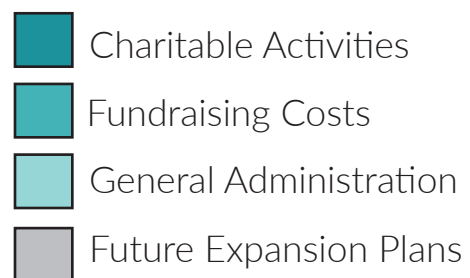 Charitable Activities
Fundraising Costs
General Administration
Future Expansion Plans